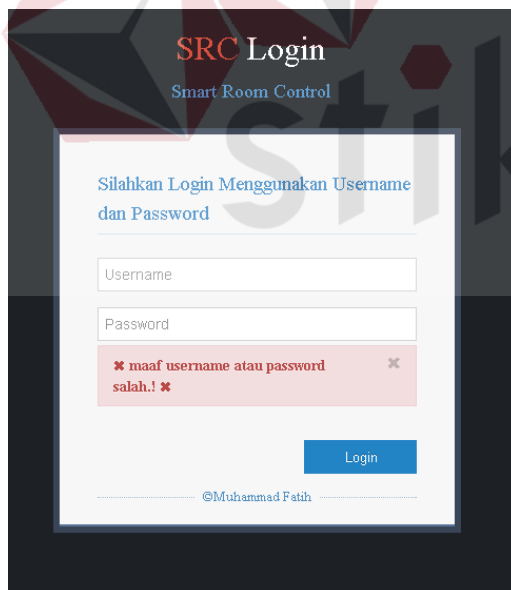 SRC Login
Smart Room Control
Silahkan Login Menggunakan Username
dan Password
Username
Password
✖ maaf username atau password ✖
salah.! ✖
Login
©Muhammad Fatih
stik